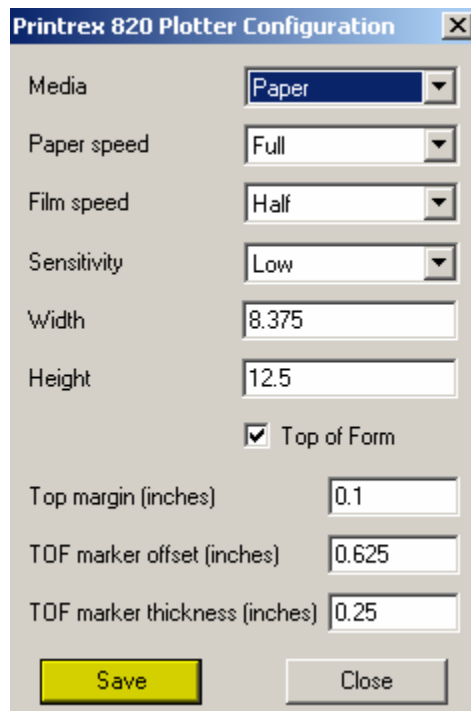 Printrex 820 Plotter Configuration
Media Paper
Paper speed Full
Film speed Half
Sensitivity Low
Width 8.375
Height 12.5
Top of Form
Top margin (inches) 0.1
TOF marker offset (inches) 0.625
TOF marker thickness (inches) 0.25
Save Close